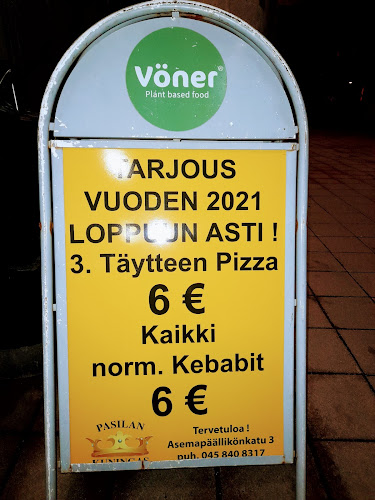 Vöner®
Plant based food
TARJOUS
VUODEN 2021
LOPPUUN ASTI !
3. Täytteen Pizza
6 €
Kaikki
norm. Kebabit
6 €
PASILAN
KUNINGAS
Tervetuloa !
Asemapäällikönkatu 3
puh. 045 840 8317